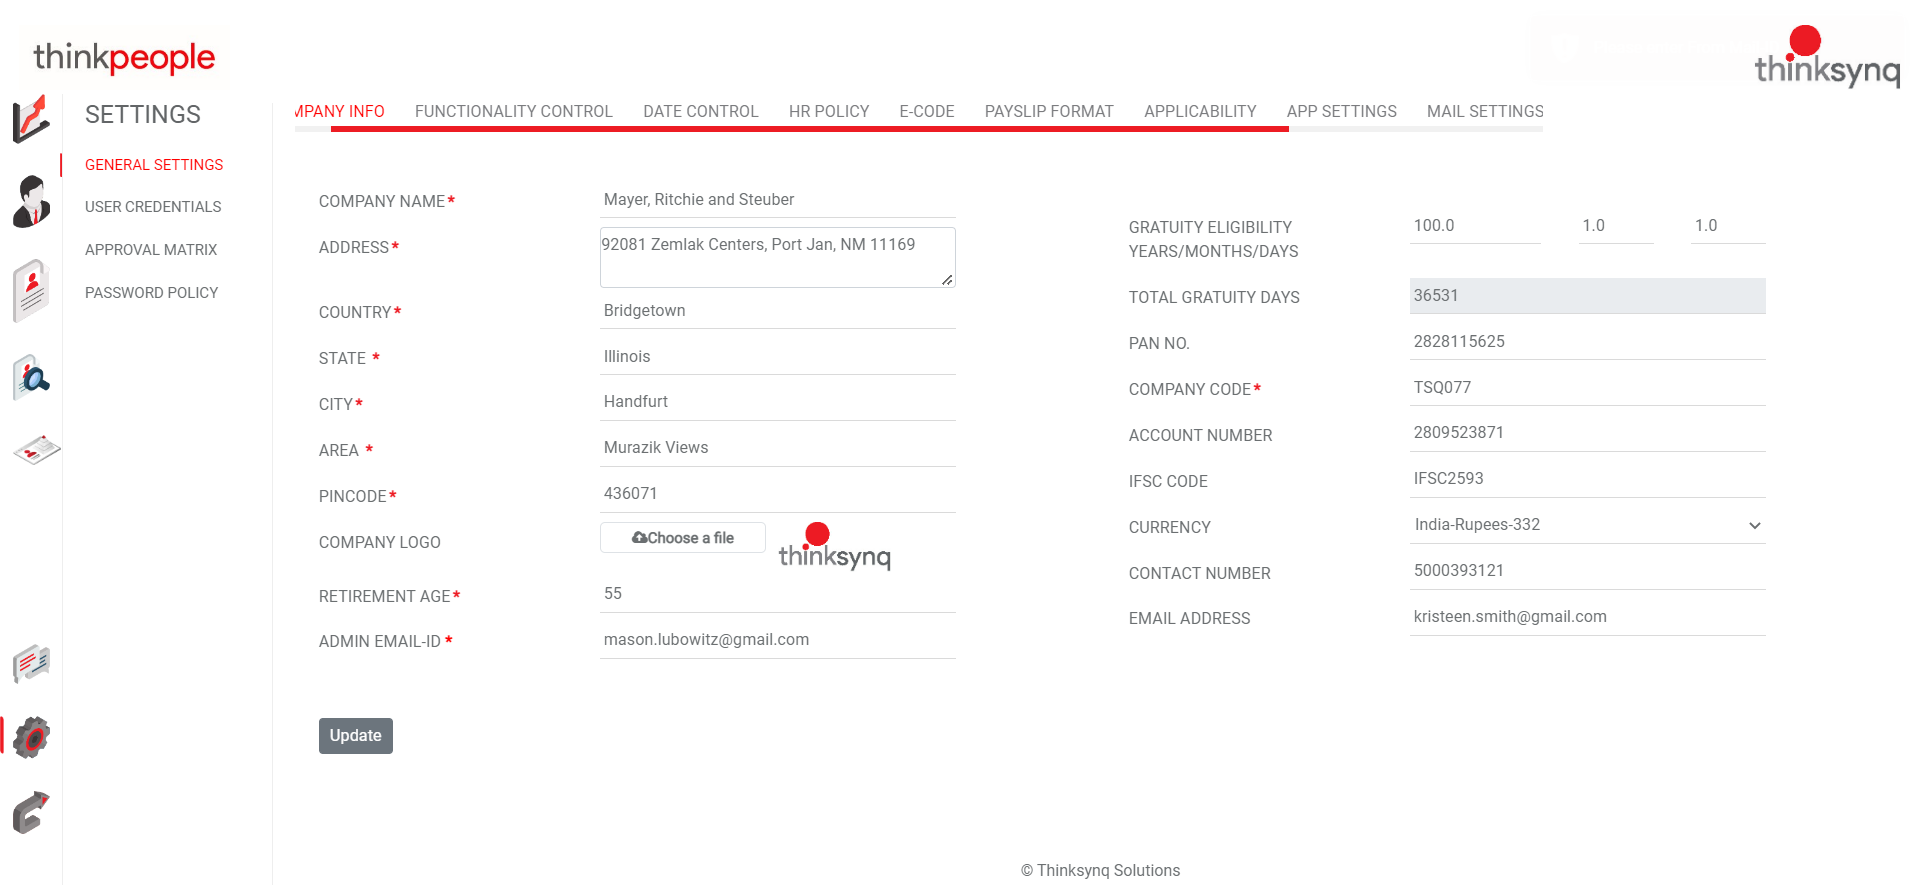 thinkpeople
thinksynq
SETTINGS
GENERAL SETTINGS
USER CREDENTIALS
APPROVAL MATRIX
PASSWORD POLICY
MPANY INFO
FUNCTIONALITY CONTROL
DATE CONTROL
HR POLICY
E-CODE
PAYSLIP FORMAT
APPLICABILITY
APP SETTINGS
MAIL SETTINGS
COMPANY NAME* Mayer, Ritchie and Steuber
ADDRESS* 92081 Zemlak Centers, Port Jan, NM 11169
COUNTRY* Bridgetown
STATE * Illinois
CITY* Handfurt
AREA * Murazik Views
PINCODE* 436071
COMPANY LOGO Choose a file thinksynq
RETIREMENT AGE* 55
ADMIN EMAIL-ID * mason.lubowitz@gmail.com
Update
GRATUITY ELIGIBILITY
YEARS/MONTHS/DAYS
100.0 1.0 1.0
TOTAL GRATUITY DAYS 36531
PAN NO. 2828115625
COMPANY CODE* TSQ077
ACCOUNT NUMBER 2809523871
IFSC CODE IFSC2593
CURRENCY India-Rupees-332
CONTACT NUMBER 5000393121
EMAIL ADDRESS kristeen.smith@gmail.com
© Thinksynq Solutions